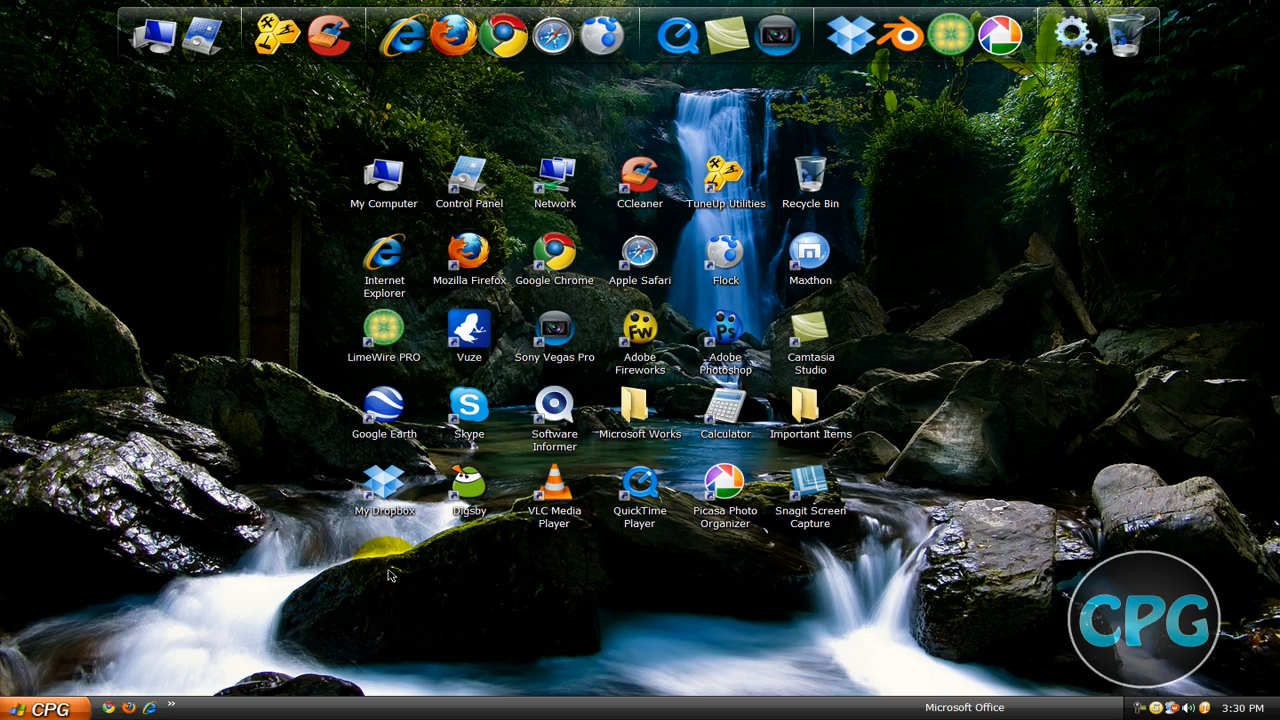 My Computer
Control Panel
Network
CCleaner
TuneUp Utilities
Recycle Bin
Internet
Explorer
Mozilla Firefox
Google Chrome
Apple Safari
Flock
Maxthon
LimeWire PRO
Vuze
Sony Vegas Pro
Fw
Adobe
Fireworks
Ps
Adobe
Photoshop
Camtasia
Studio
Google Earth
Skype
Software
Informer
Microsoft Works
Calculator
Important Items
My Dropbox
Digsby
VLC Media
Player
QuickTime
Player
Picasa Photo
Organizer
Snagit Screen
Capture
CPG
CPG
Microsoft Office
3:30 PM